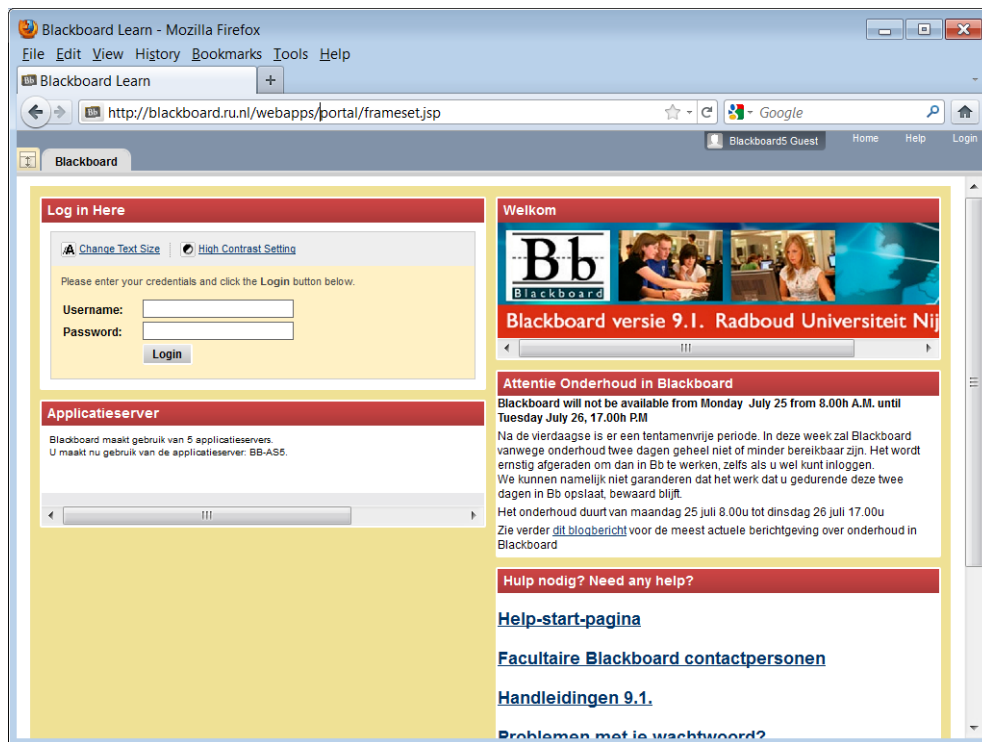 Blackboard Learn - Mozilla Firefox
File Edit View History Bookmarks Tools Help
Bb Blackboard Learn
http://blackboard.ru.nl/webapps/portal/frameset.jsp
Google
Blackboard5 Guest Home Help Login
Blackboard
Log in Here
Change Text Size High Contrast Setting
Please enter your credentials and click the Login button below.
Username:
Password:
Login
Applicatieserver
Blackboard maakt gebruik van 5 applicatieservers.
U maakt nu gebruik van de applicatieserver: BB-AS5.
Welkom
Bb
Blackboard
Blackboard versie 9.1. Radboud Universiteit Nij
Attentie Onderhoud in Blackboard
Blackboard will not be available from Monday July 25 from 8.00h A.M. until
Tuesday July 26, 17.00h P.M
Na de vierdaagse is er een tentamenvrije periode. In deze week zal Blackboard
vanwege onderhoud twee dagen geheel niet of minder bereikbaar zijn. Het wordt
ernstig afgeraden om dan in Bb te werken, zelfs als u wel kunt inloggen.
We kunnen namelijk niet garanderen dat het werk dat u gedurende deze twee
dagen in Bb opslaat, bewaard blijft.
Het onderhoud duurt van maandag 25 juli 8.00u tot dinsdag 26 juli 17.00u
Zie verder dit blogbericht voor de meest actuele berichtgeving over onderhoud in
Blackboard
Hulp nodig? Need any help?
Help-start-pagina
Facultaire Blackboard contactpersonen
Handleidingen 9.1.
Problemen met je wachtwoord?